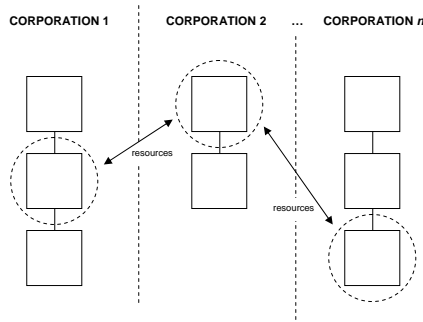 CORPORATION 1
CORPORATION 2
...
CORPORATION n
resources
resources